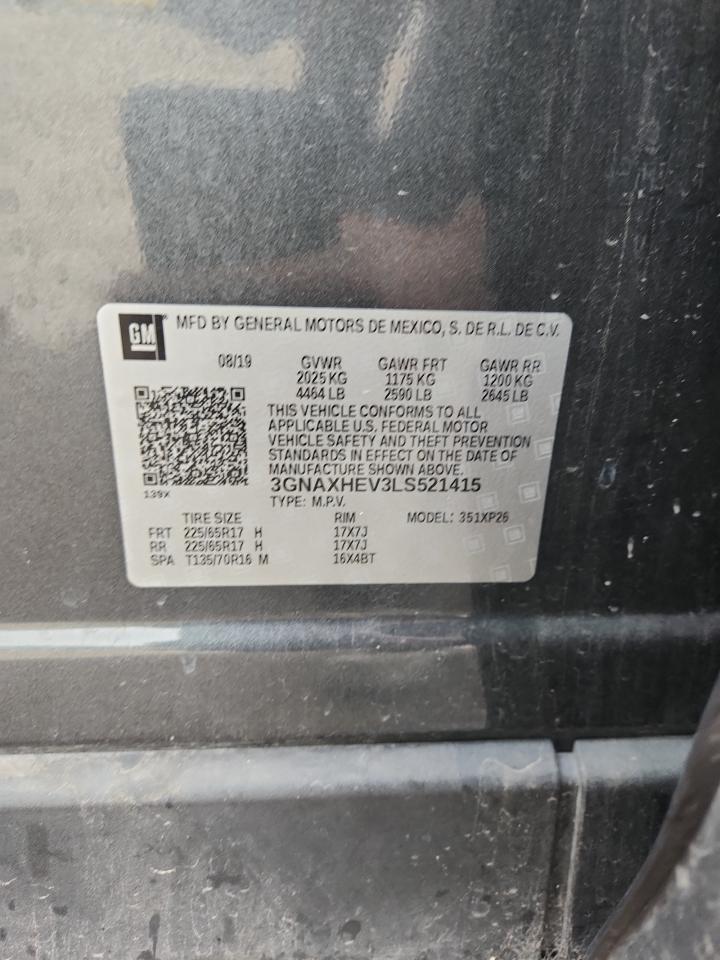 GM MFD BY GENERAL MOTORS DE MEXICO, S. DE R.L. DE C.V.
08/19 GVWR GAWR FRT GAWR RR
2025 KG 1175 KG 1200 KG
4464 LB 2590 LB 2645 LB
THIS VEHICLE CONFORMS TO ALL
APPLICABLE U.S. FEDERAL MOTOR
VEHICLE SAFETY AND THEFT PREVENTION
STANDARDS IN EFFECT ON THE DATE OF
MANUFACTURE SHOWN ABOVE.
3GNAXHEV3LS521415
139X
TYPE: M.P.V.
TIRE SIZE RIM MODEL: 351XP26
FRT 225/65R17 H 17X7J
RR 225/65R17 H 17X7J
SPA T135/70R16 M 16X4BT